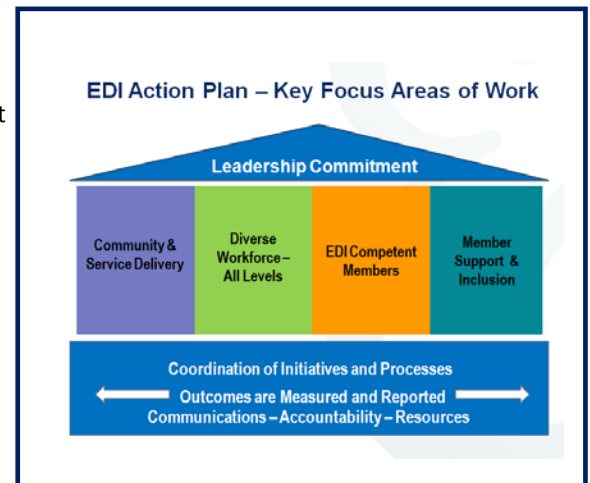 EDI Action Plan – Key Focus Areas of Work
t
Leadership Commitment
Community &
Service Delivery
Diverse
Workforce –
All Levels
EDI Competent
Members
Member
Support &
Inclusion
Coordination of Initiatives and Processes
Outcomes are Measured and Reported
Communications – Accountability – Resources